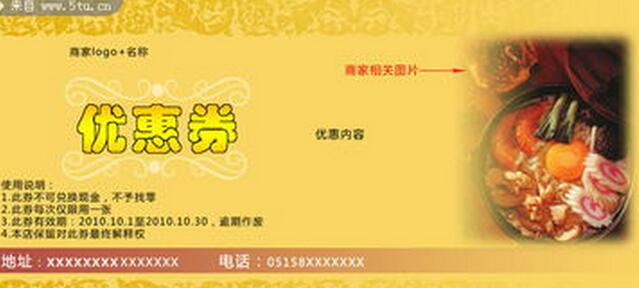 来自 www.5tu.cn
商家logo+名称
商家相关图片
优惠券
优惠内容
使用说明：
1.此券不可兑换现金，不予找零
2.此券每次仅限用一张
3.此券有效期：2010.10.1至2010.10.30，逾期作废
4.本店保留对此券最终解释权
地址：XXXXXXXXXXXXXXXX 电话：05158XXXXXXX